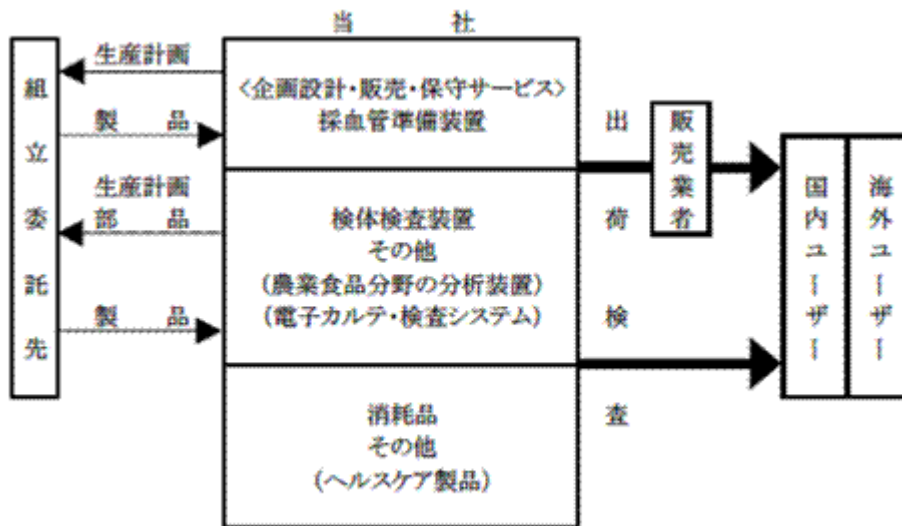 当　　　社
組立委託先
生産計画
製　　品
生産計画
部　　品
製　　品
<企画設計・販売・保守サービス>
採血管準備装置
検体検査装置
その他
(農業食品分野の分析装置)
(電子カルテ・検査システム)
消耗品
その他
(ヘルスケア製品)
出荷検査
販売業者
国内ユーザー
海外ユーザー